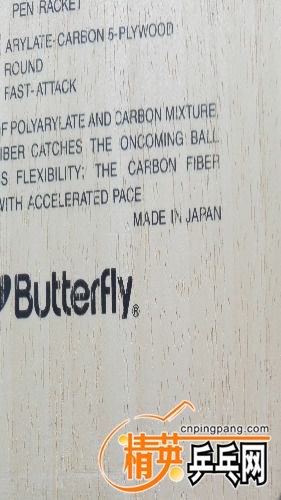 PEN RACKET
ARYLATE-CARBON 5-PLYWOOD
ROUND
FAST-ATTACK
OF POLYARYLATE AND CARBON MIXTURE,
IBER CATCHES THE ONCOMING BALL
S FLEXIBILITY; THE CARBON FIBER
WITH ACCELERATED PACE
MADE IN JAPAN
Butterfly®
cnpingpang.com
精英乒乓网